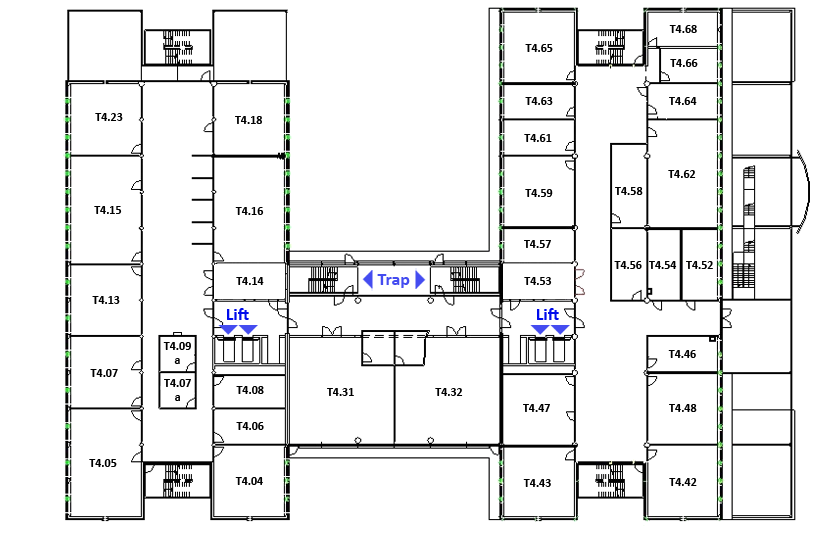 T4.68
T4.65
T4.66
T4.23
T4.18
T4.63
T4.64
T4.61
T4.62
T4.59
T4.58
T4.15
T4.16
T4.57
T4.56
T4.54
T4.52
T4.14
Trap
T4.53
T4.13
Lift
Lift
T4.09
a
T4.46
T4.07
T4.07
a
T4.08
T4.31
T4.32
T4.47
T4.48
T4.06
T4.05
T4.04
T4.43
T4.42